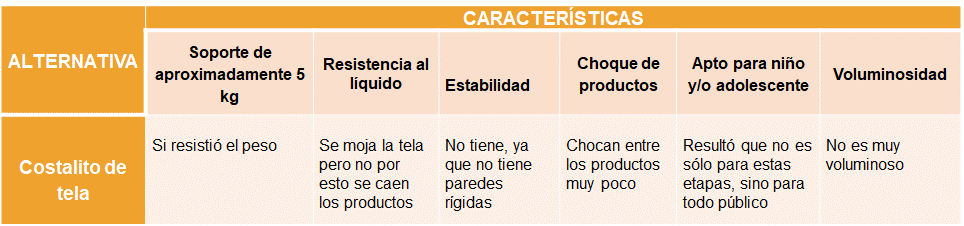 ALTERNATIVA
CARACTERÍSTICAS
Soporte de
aproximadamente 5
kg
Resistencia al
líquido
Estabilidad
Choque de
productos
Apto para niño
y/o adolescente
Voluminosidad
Costalito de
tela
Si resistió el peso
Se moja la tela
pero no por
esto se caen
los productos
No tiene, ya
que no tiene
paredes
rígidas
Chocan entre
los productos
muy poco
Resultó que no es
sólo para estas
etapas, sino para
todo público
No es muy
voluminoso